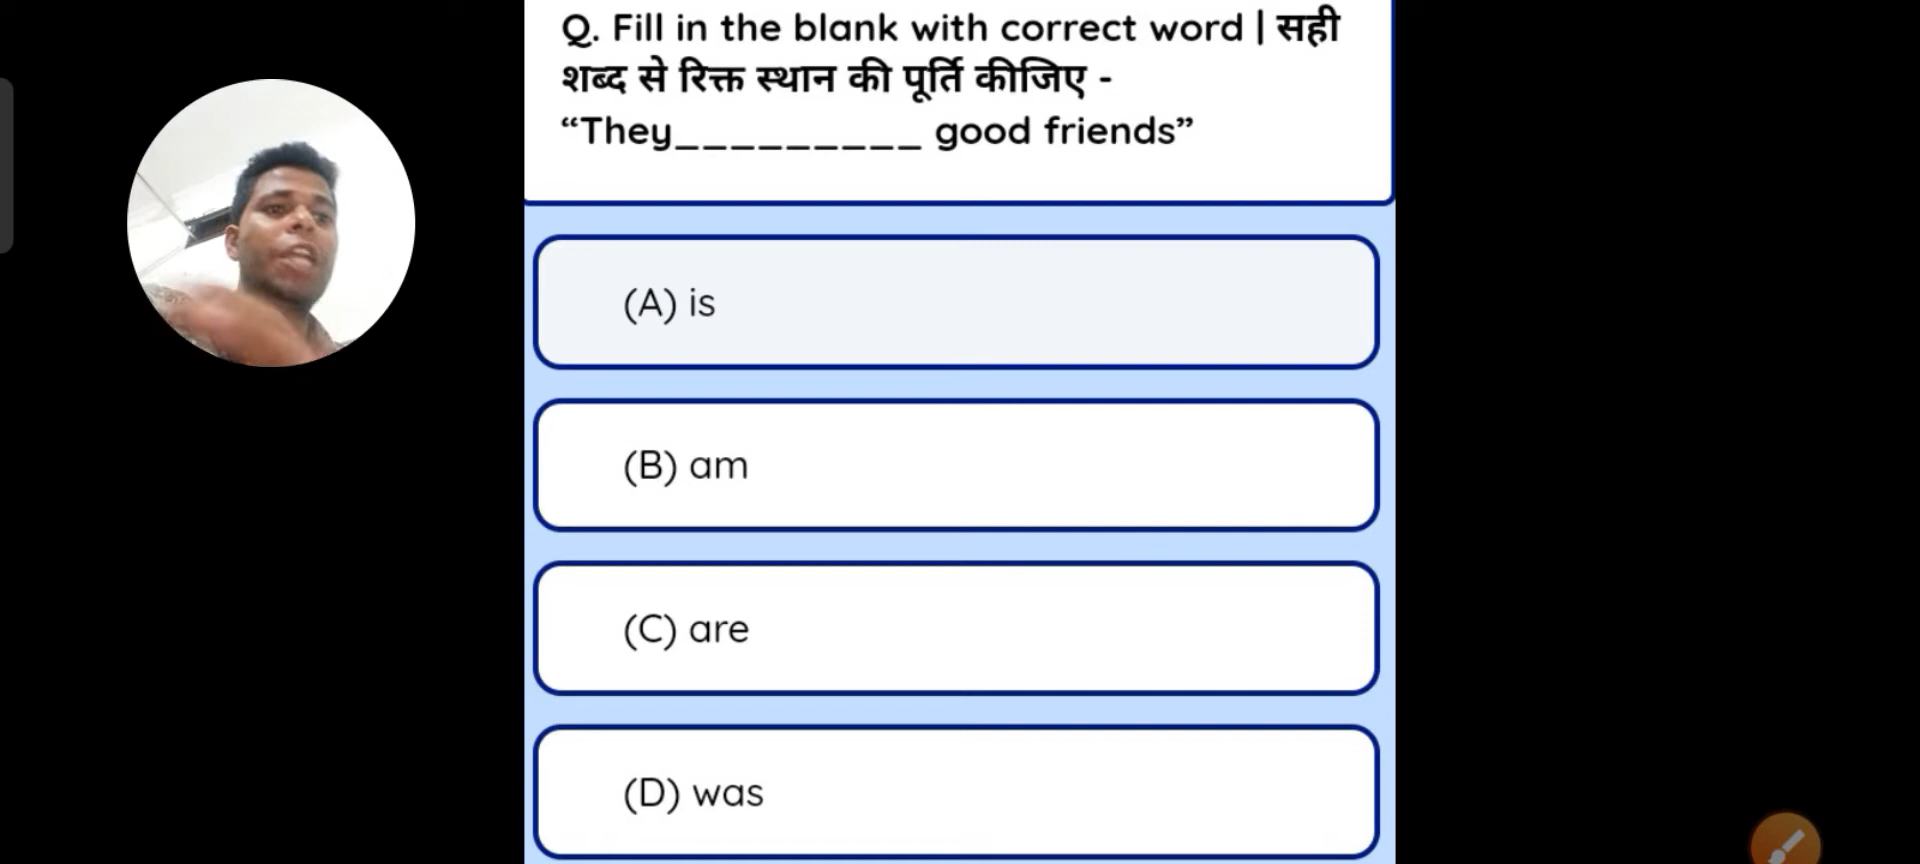 Q. Fill in the blank with correct word | सही
शब्द से रिक्त स्थान की पूर्ति कीजिए -
“They_________ good friends”
(A) is
(B) am
(C) are
(D) was